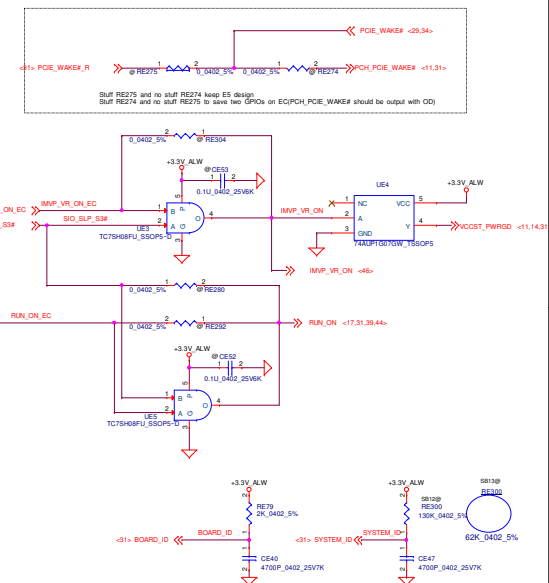 PCIE_WAKE# <29,34>
<31> PCIE_WAKE#_R
1 2 2 1
PCH_PCIE_WAKE# <11,31>
@ RE275 0_0402_5% 0_0402_5% @ RE274
Stuff RE275 and no stuff RE274 keep E5 design
Stuff RE274 and no stuff RE275 to save two GPIOs on EC(PCH_PCIE_WAKE# should be output with OD)
2 1
0_0402_5% @ RE304
+3.3V_ALW
@ CE53
1 2
0.1U_0402_25V6K
UE4
+3.3V_ALW
5
1 NC VCC 5
_ON_EC IMVP_VR_ON_EC 1 B P
O 4 IMVP_VR_ON 2 A
_S3# SIO_SLP_S3# 2 A G
Y 4 VCCST_PWRGD <11,14,31
3 GND
UE3
3
TC7SH08FU_SSOP5~D
74AUP1G07GW_TSSOP5
IMVP_VR_ON <46>
2 1
0_0402_5% @ RE280
RUN_ON_EC 2 1 RUN_ON <17,31,39,44>
0_0402_5% @ RE292
+3.3V_ALW
@ CE52
1 2
0.1U_0402_25V6K
5
1 B P
O 4
2 A G
UE5
TC7SH08FU_SSOP5~D
3
+3.3V_ALW
2
RE79
2K_0402_5%
1
<31> BOARD_ID BOARD_ID
1
CE40
4700P_0402_25V7K
2
+3.3V_ALW
2
SB12@
RE300
130K_0402_5%
1
<31> SYSTEM_ID SYSTEM_ID
1
CE47
4700P_0402_25V7K
2
SB13@
RE300
62K_0402_5%